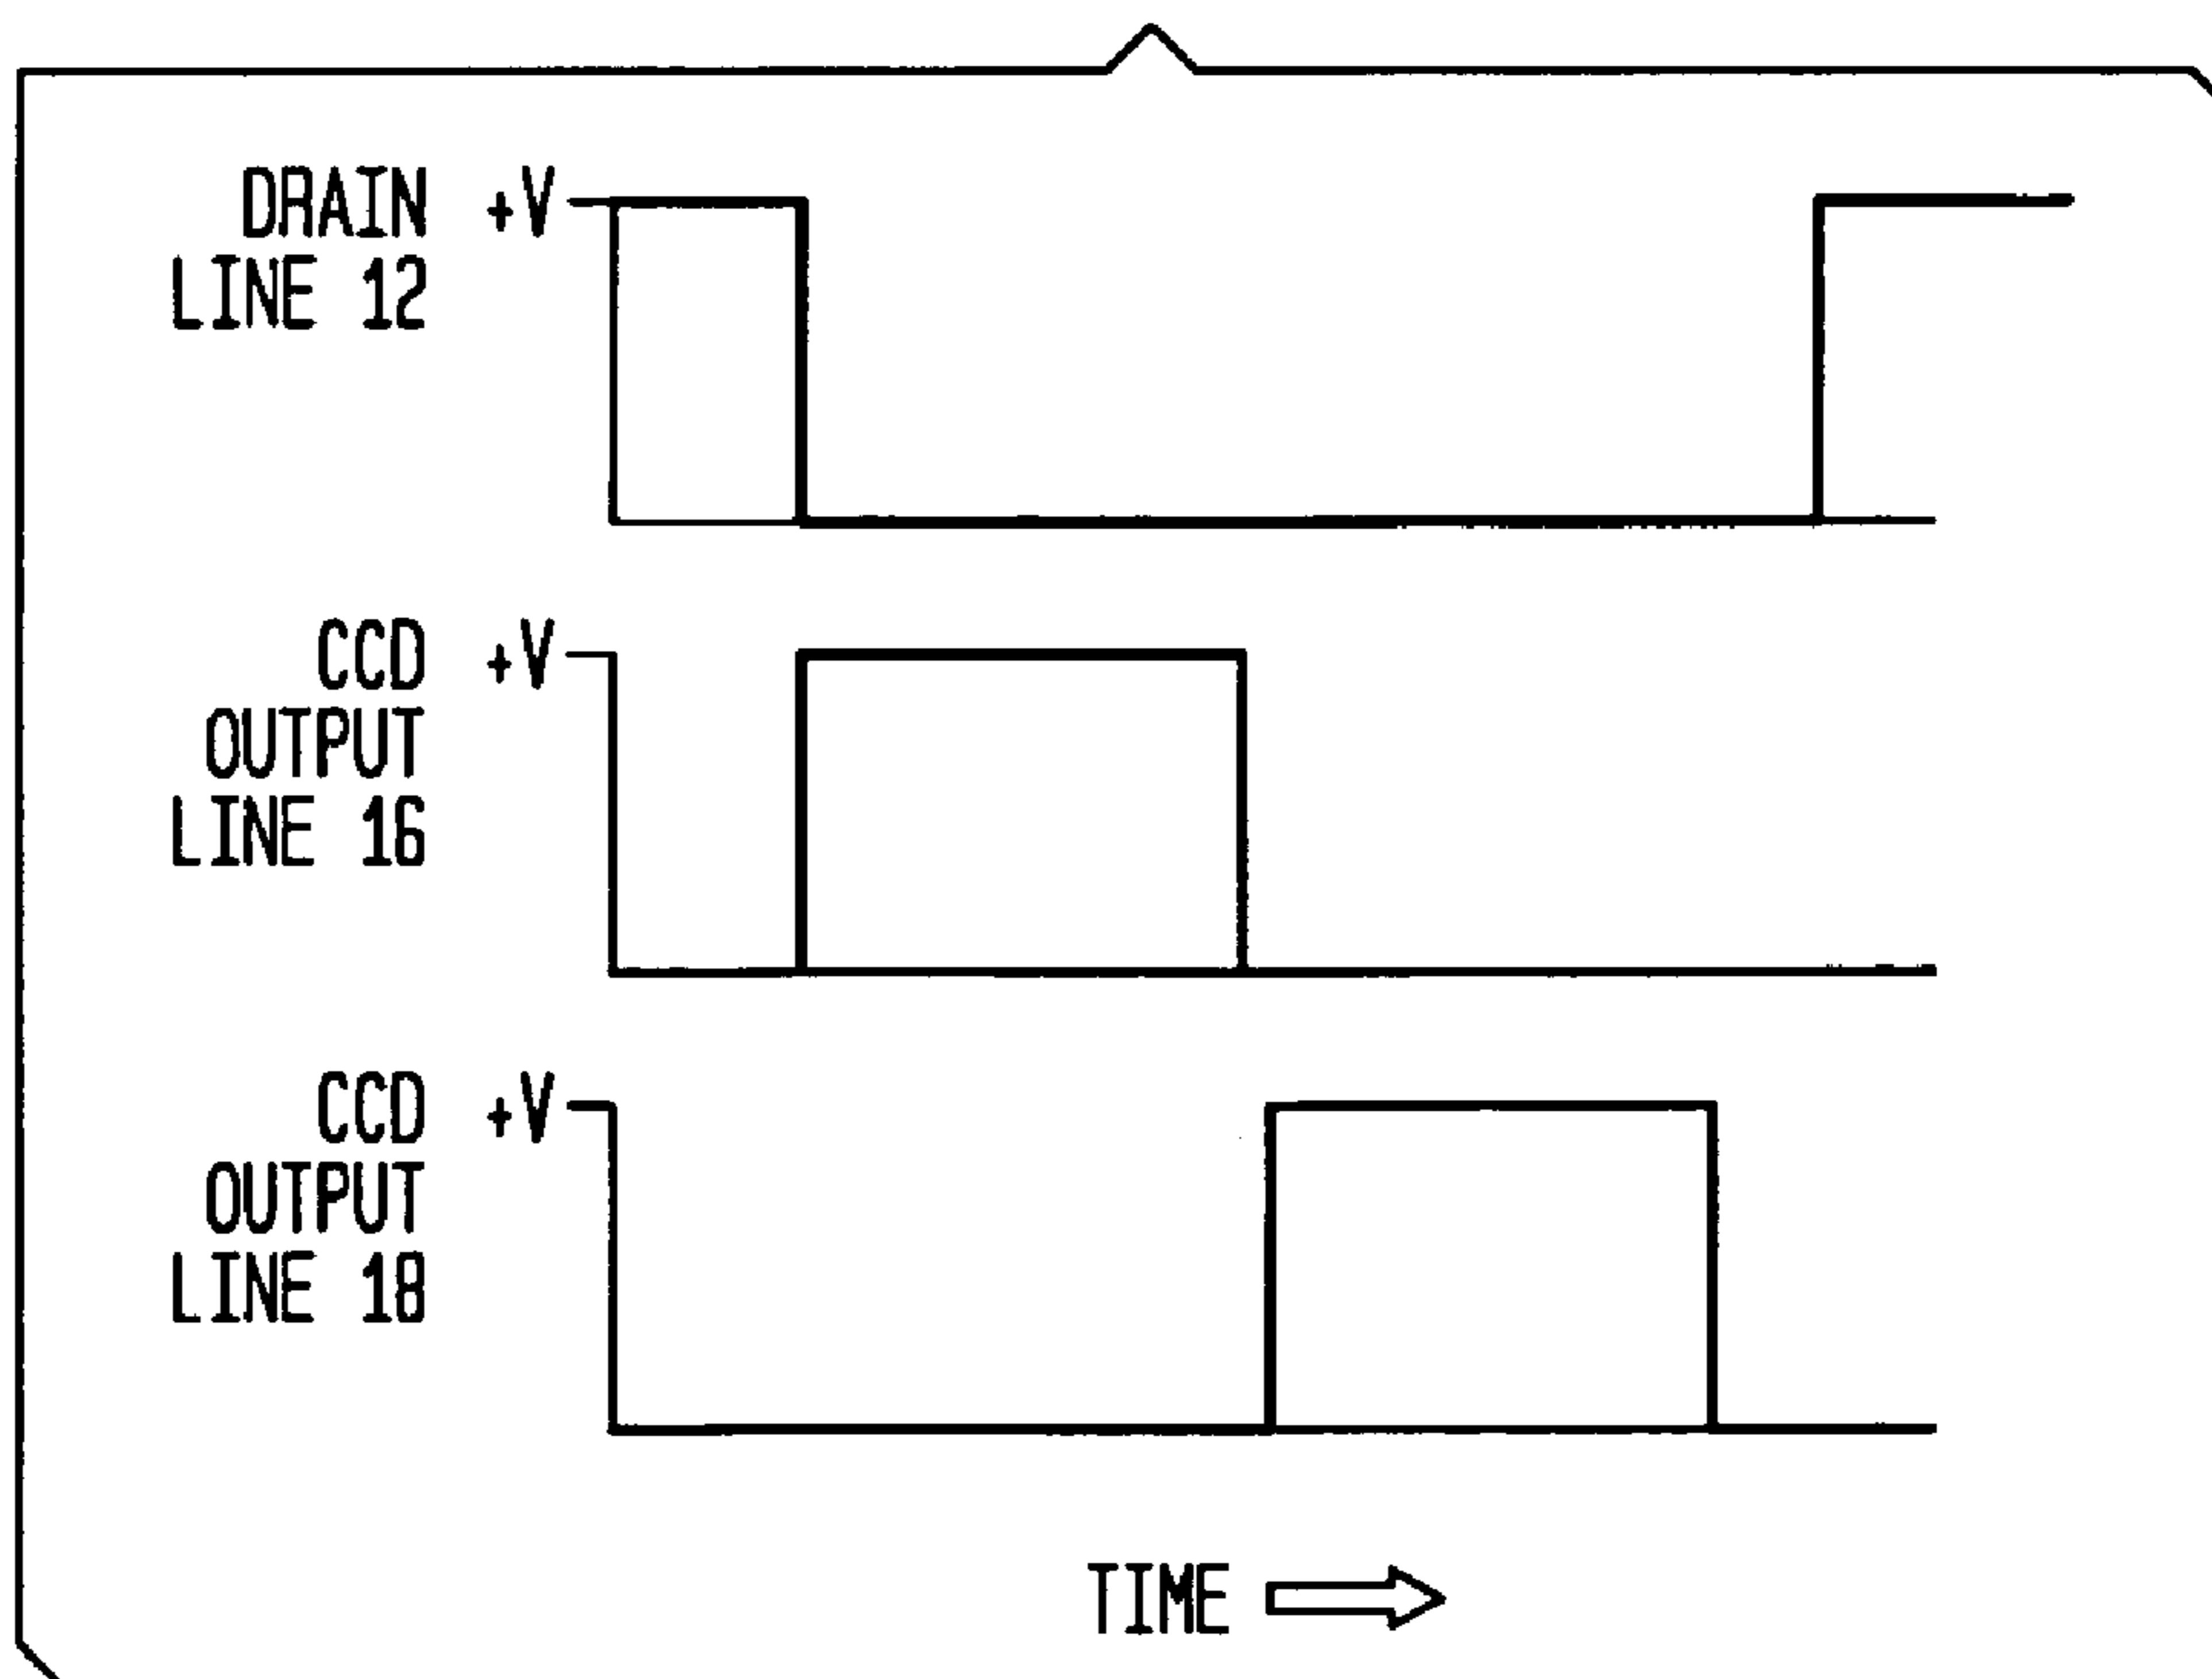 DRAIN +V
LINE 12
CCD +V
OUTPUT
LINE 16
CCD +V
OUTPUT
LINE 18
TIME